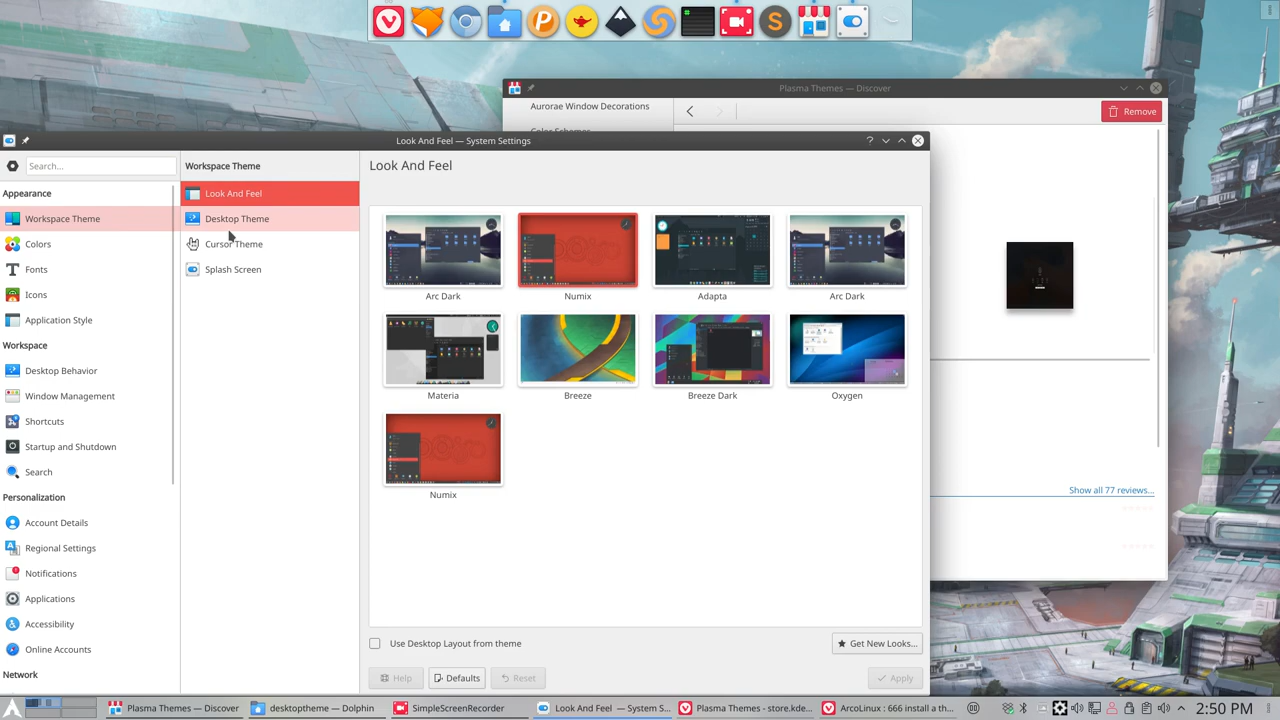 Plasma Themes — Discover
Aurorae Window Decorations
Remove
Look And Feel — System Settings
?
Search...
Workspace Theme
Look And Feel
Appearance
Look And Feel
Workspace Theme
Desktop Theme
Colors
Cursor Theme
Fonts
Splash Screen
Icons
Application Style
Workspace
Desktop Behavior
Window Management
Shortcuts
Startup and Shutdown
Search
Personalization
Account Details
Regional Settings
Notifications
Applications
Accessibility
Online Accounts
Network
Arc Dark
Numix
Adapta
Arc Dark
Materia
Breeze
Breeze Dark
Oxygen
Numix
Show all 77 reviews...
Use Desktop Layout from theme
Get New Looks...
Help
Defaults
Reset
Apply
Plasma Themes — Discover
desktoptheme — Dolphin
SimpleScreenRecorder
Look And Feel — System S...
Plasma Themes - store.kde...
ArcoLinux : 666 install a th...
2:50 PM